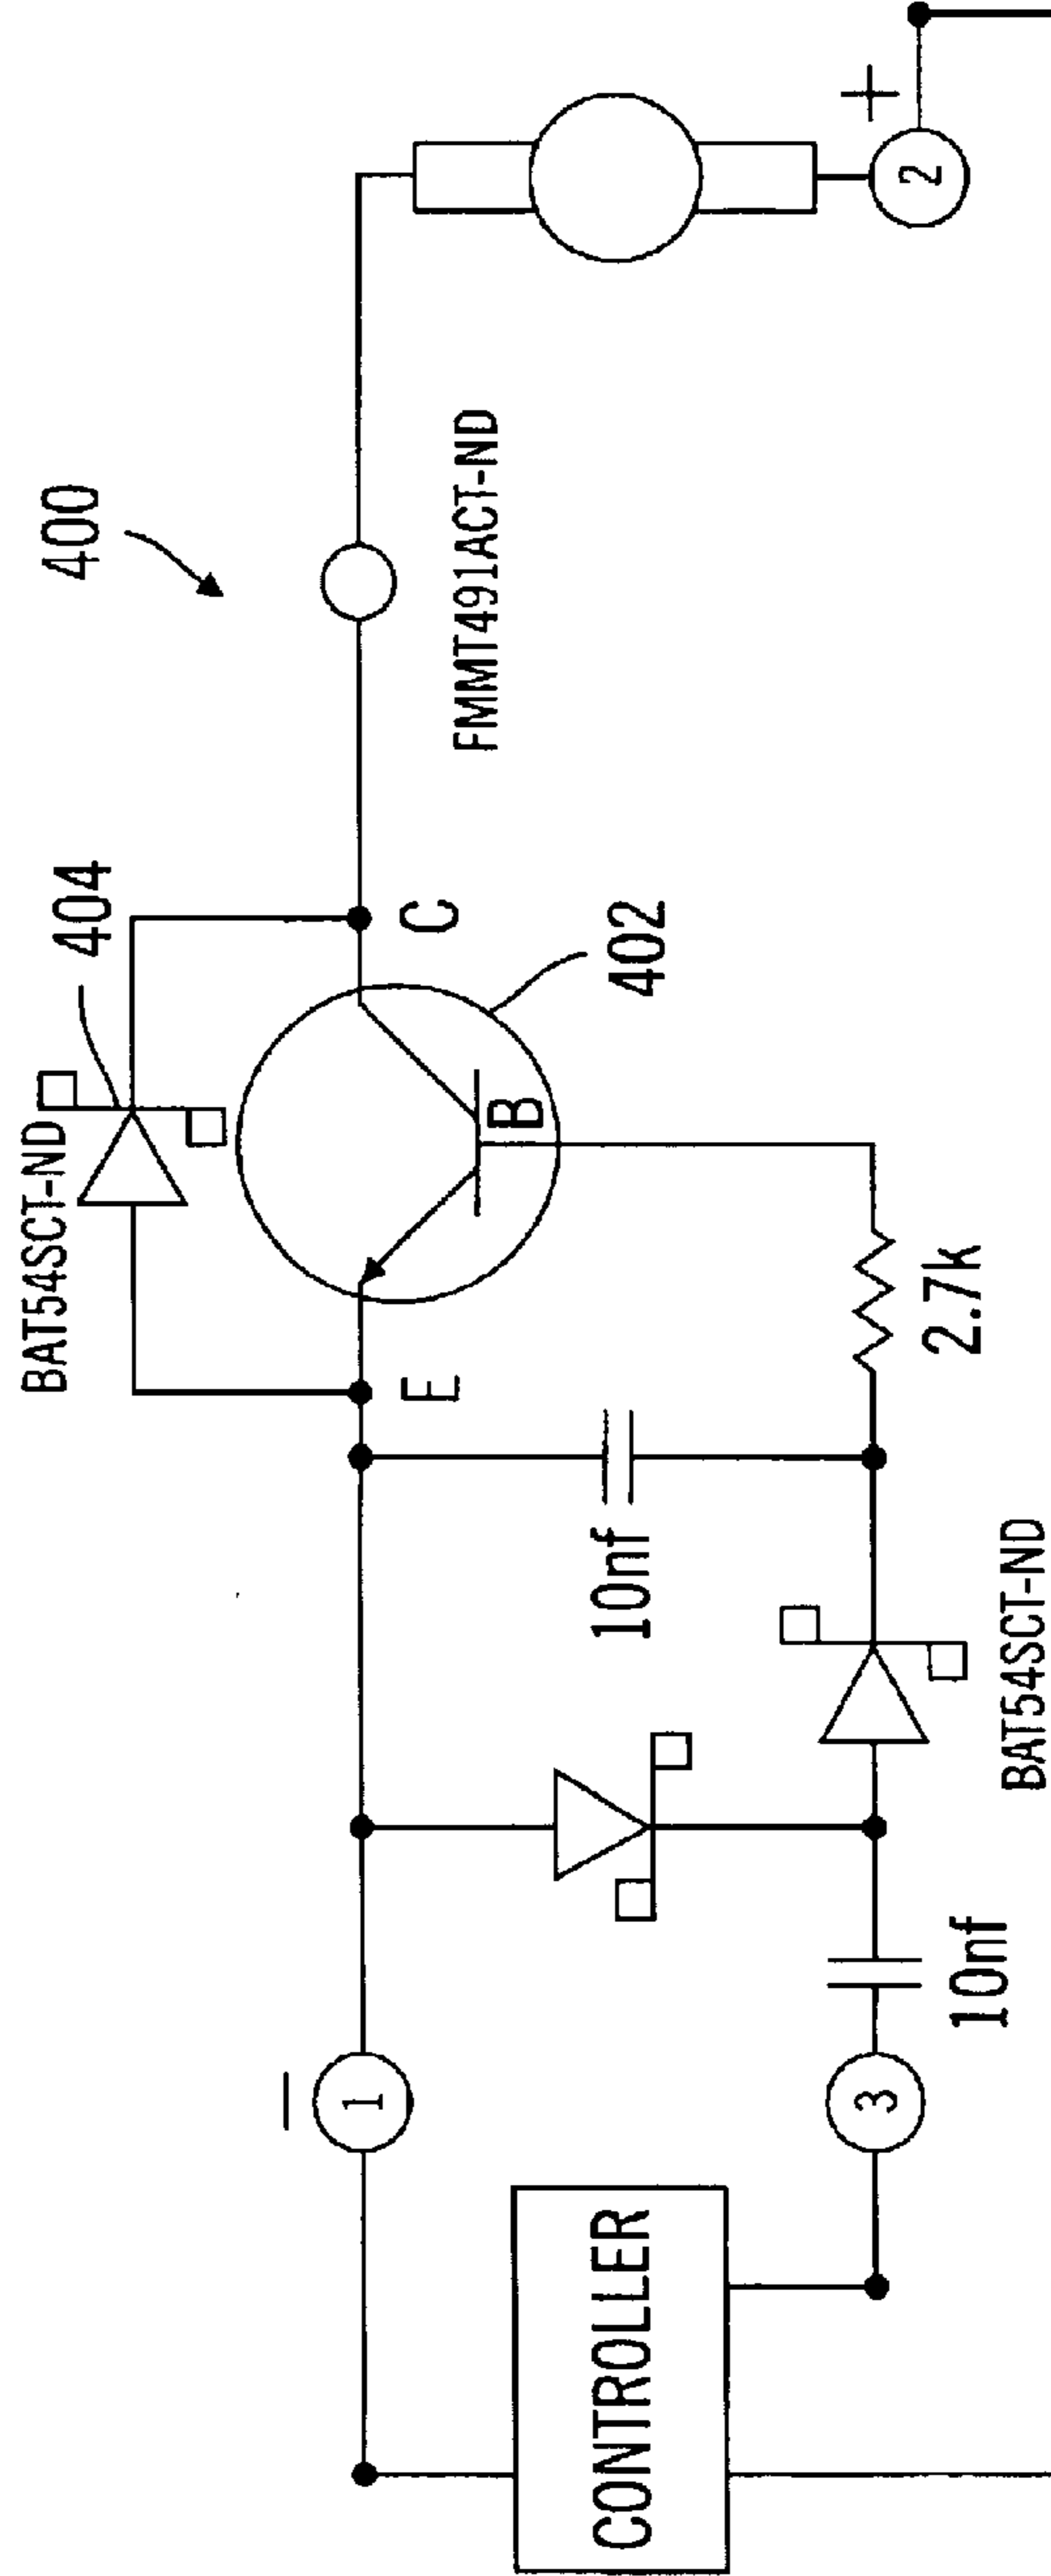 400
BAT54SCT-ND
404
FMMT491ACT-ND
E
C
B
402
−
1
10nf
2.7k
+
2
CONTROLLER
3
10nf
BAT54SCT-ND